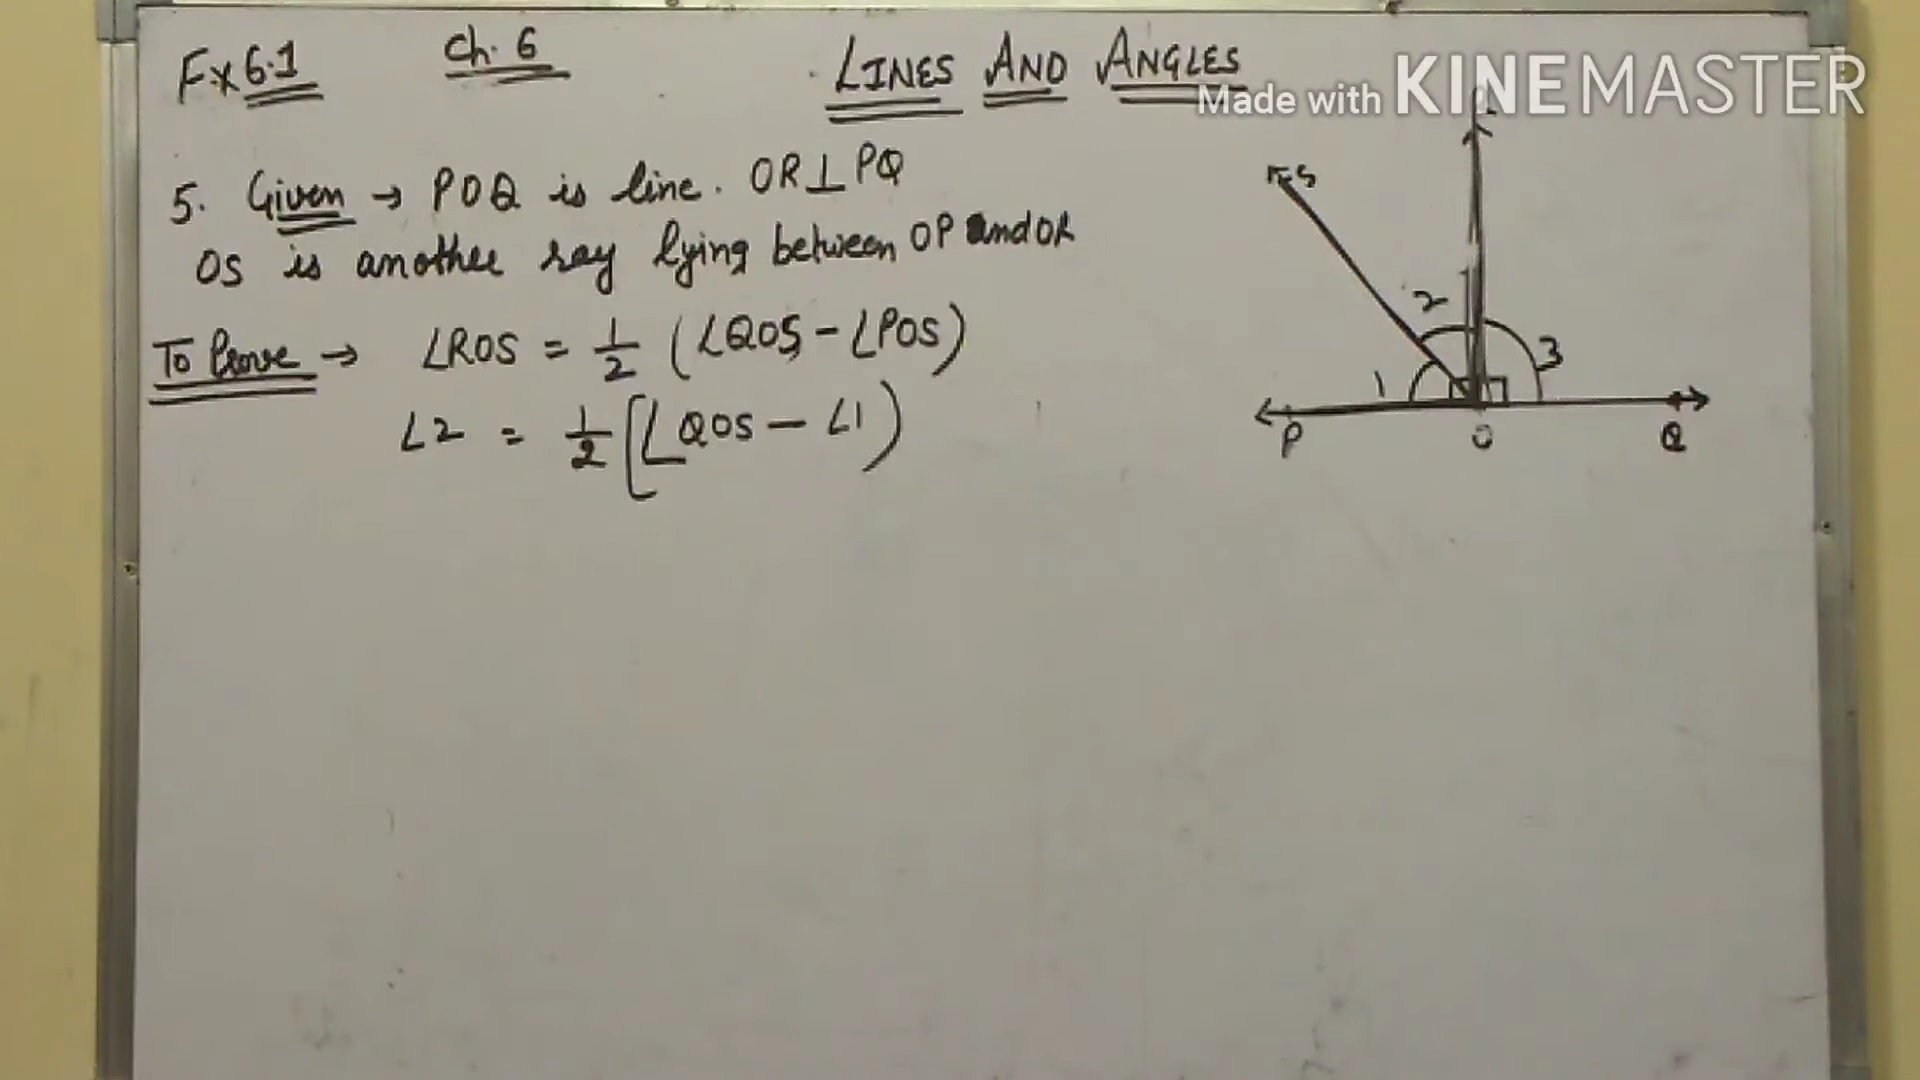 Ex 6.1 Ch. 6 LINES AND ANGLES
Made with KINEMASTER
5. Given → POQ is line. OR⊥PQ
OS is another ray lying between OP and OR
To Prove → ∠ROS = 1/2 (∠QOS - ∠POS)
∠2 = 1/2 [∠QOS - ∠1)
S
2
3
1
P O Q